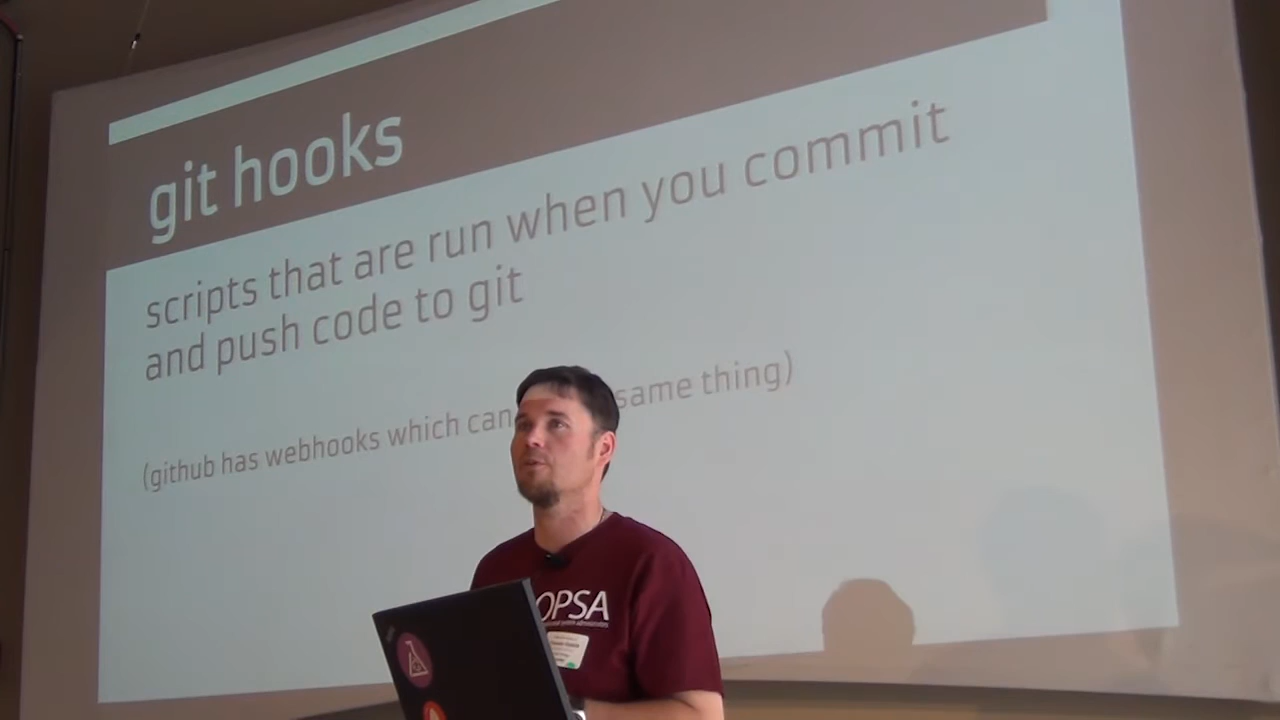 git hooks
scripts that are run when you commit
and push code to git
(github has webhooks which can same thing)
OPSA